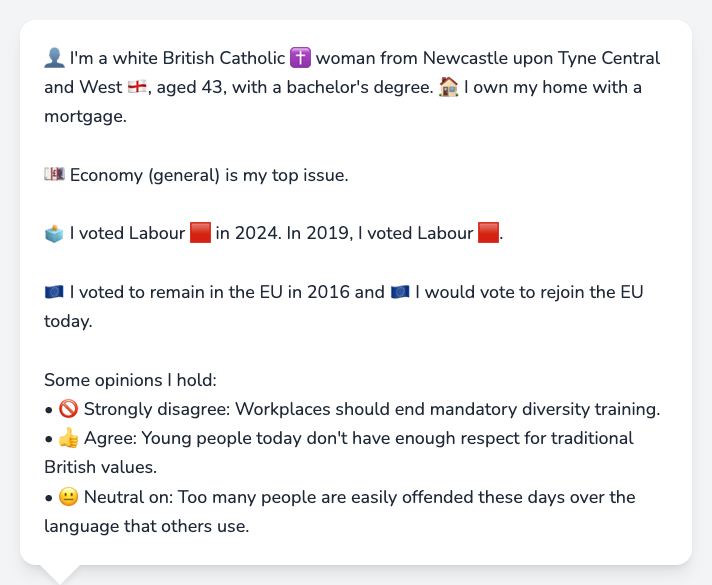 👤 I'm a white British Catholic ✝️ woman from Newcastle upon Tyne Central
and West 🏴󠁧󠁢󠁥󠁮󠁧󠁿, aged 43, with a bachelor's degree. 🏠 I own my home with a
mortgage.
💷 Economy (general) is my top issue.
🗳️ I voted Labour 🟥 in 2024. In 2019, I voted Labour 🟥.
🇪🇺 I voted to remain in the EU in 2016 and 🇪🇺 I would vote to rejoin the EU
today.
Some opinions I hold:
• 🚫 Strongly disagree: Workplaces should end mandatory diversity training.
• 👍 Agree: Young people today don't have enough respect for traditional
British values.
• 😐 Neutral on: Too many people are easily offended these days over the
language that others use.